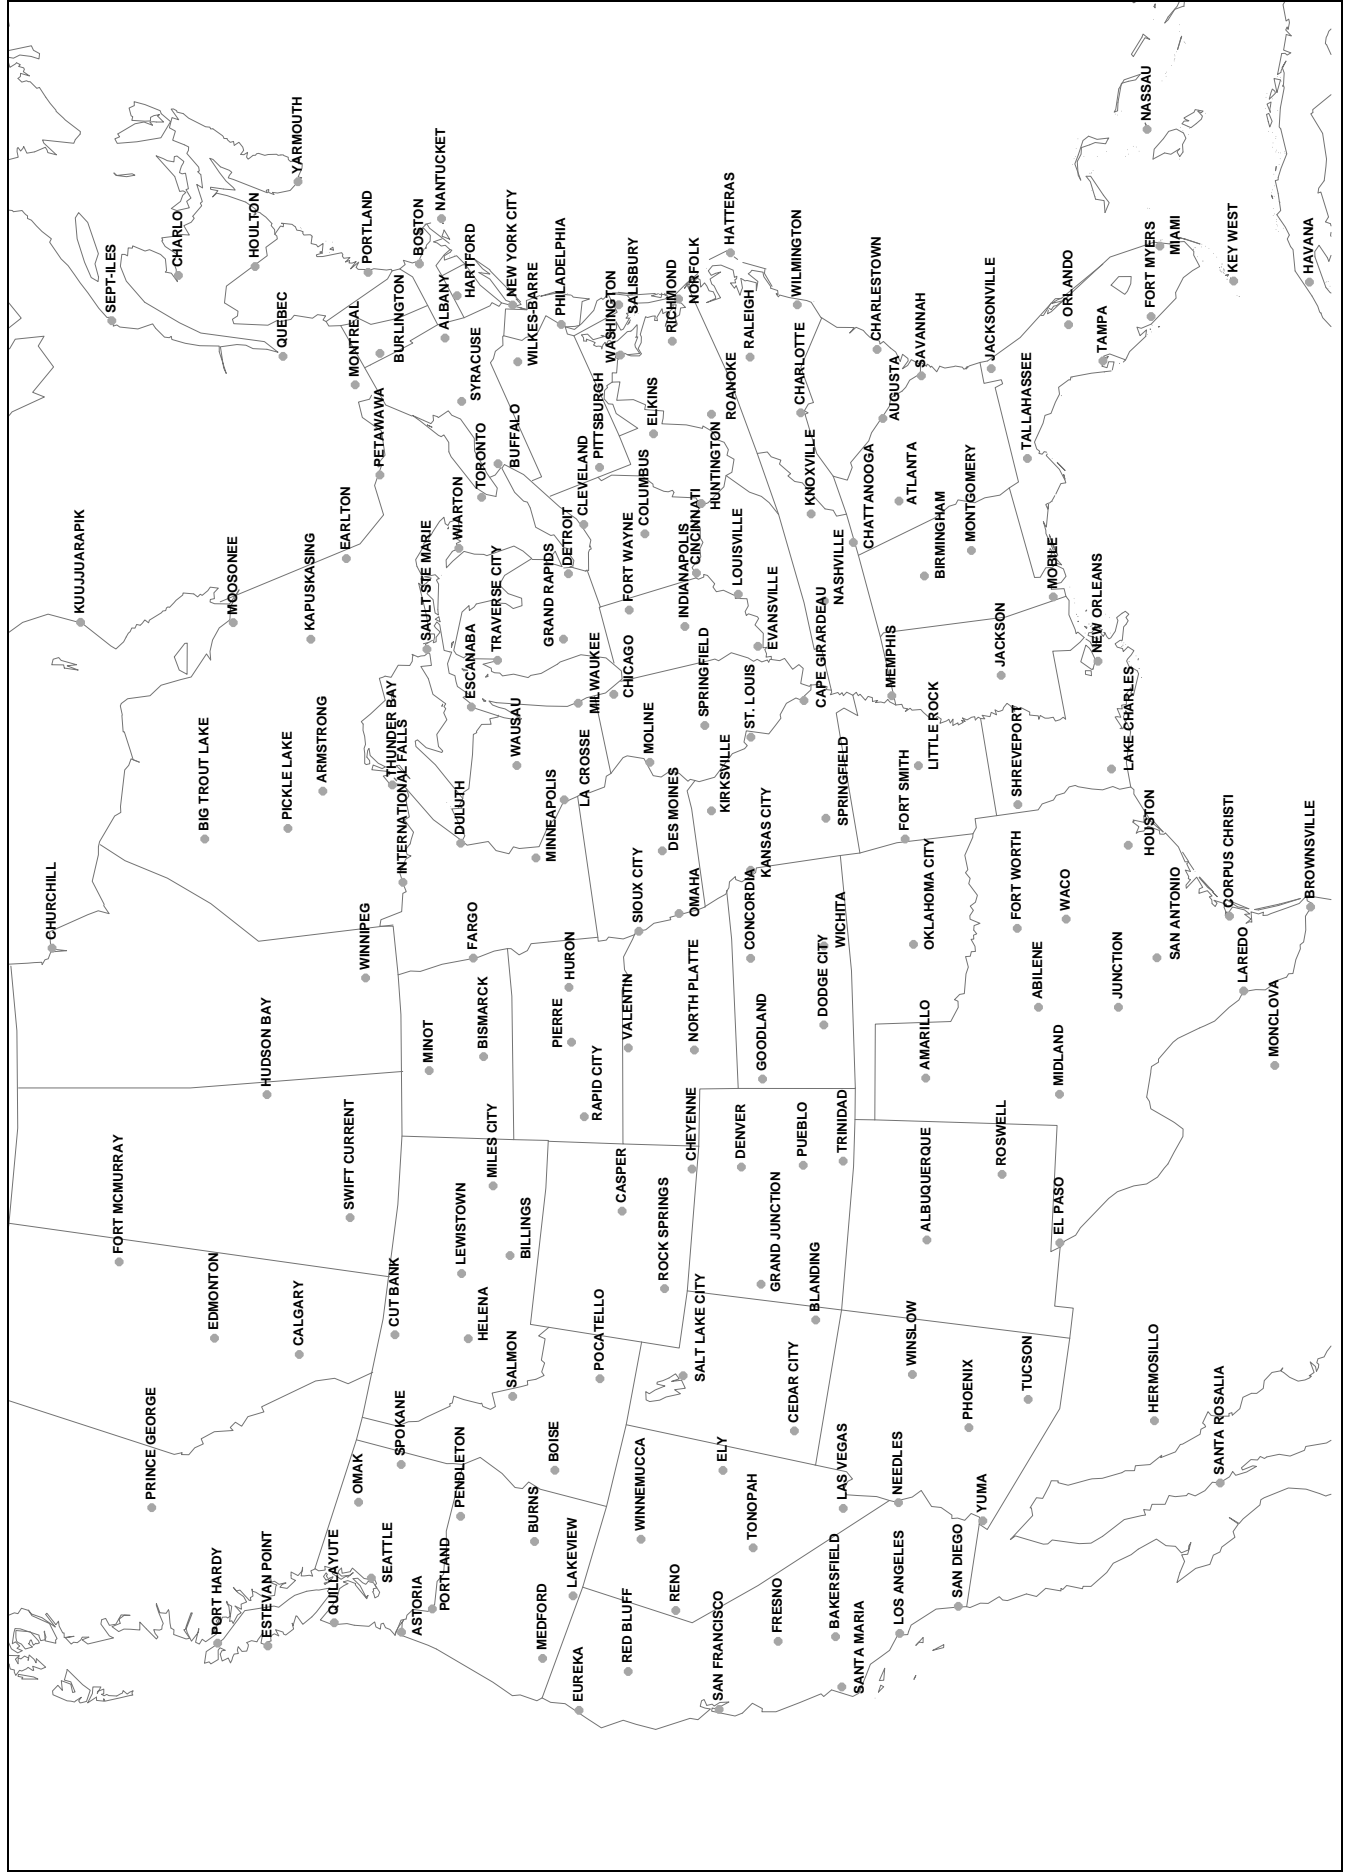 CHURCHILL
KUUJUARAPIK
SEPT-ILES
FORT MCMURRAY
PRINCE GEORGE
CHARLO
BIG TROUT LAKE
EDMONTON
PORT HARDY
MOOSONEE
HOULTON
HUDSON BAY
ESTEVAN POINT
QUEBEC
PICKLE LAKE
CALGARY
YARMOUTH
KAPUSKASING
ARMSTRONG
QUILLAYUTE
EARLTON
SWIFT CURRENT
MONTREAL
OMAK
WINNIPEG
PORTLAND
SEATTLE
PETAWAWA
THUNDER BAY
CUT BANK
BURLINGTON
INTERNATIONAL FALLS
SPOKANE
ASTORIA
BOSTON
SAULT STE MARIE
MINOT
PORTLAND
NANTUCKET
ALBANY
WIARTON
DULUTH
LEWISTOWN
PENDLETON
HARTFORD
SYRACUSE
ESCANABA
FARGO
HELENA
TORONTO
BISMARCK
MILES CITY
TRAVERSE CITY
BUFFALO
NEW YORK CITY
WAUSAU
BILLINGS
SALMON
WILKES-BARRE
BURNS
MINNEAPOLIS
MEDFORD
BOISE
PHILADELPHIA
GRAND RAPIDS
DETROIT
HURON
PIERRE
LAKEVIEW
EUREKA
CLEVELAND
MILWAUKEE
LA CROSSE
RAPID CITY
PITTSBURGH
POCATELLO
WASHINGTON
SALISBURY
FORT WAYNE
CHICAGO
VALENTIN
CASPER
RED BLUFF
COLUMBUS
SIOUX CITY
WINNEMUCCA
ELKINS
MOLINE
ROCK SPRINGS
DES MOINES
RENO
RICHMOND
NORFOLK
INDIANAPOLIS
CINCINNATI
OMAHA
NORTH PLATTE
CHEYENNE
SALT LAKE CITY
HUNTINGTON
SPRINGFIELD
KIRKSVILLE
ELY
SAN FRANCISCO
HATTERAS
ROANOKE
LOUISVILLE
DENVER
RALEIGH
ST. LOUIS
CONCORDIA
TONOPAH
KANSAS CITY
EVANSVILLE
GOODLAND
GRAND JUNCTION
FRESNO
WILMINGTON
CHARLOTTE
PUEBLO
CEDAR CITY
KNOXVILLE
CAPE GIRARDEAU
NASHVILLE
BLANDING
DODGE CITY
WICHITA
SPRINGFIELD
TRINIDAD
LAS VEGAS
BAKERSFIELD
SANTA MARIA
CHATTANOOGA
CHARLESTOWN
AUGUSTA
MEMPHIS
NEEDLES
LOS ANGELES
FORT SMITH
ATLANTA
WINSLOW
SAVANNAH
LITTLE ROCK
OKLAHOMA CITY
AMARILLO
ALBUQUERQUE
BIRMINGHAM
SAN DIEGO
PHOENIX
MONTGOMERY
YUMA
JACKSONVILLE
JACKSON
ROSWELL
FORT WORTH
SHREVEPORT
TALLAHASSEE
TUCSON
ABILENE
MOBILE
MIDLAND
EL PASO
WACO
ORLANDO
NEW ORLEANS
TAMPA
JUNCTION
LAKE CHARLES
HOUSTON
NASSAU
FORT MYERS
HERMOSILLO
MIAMI
SAN ANTONIO
SANTA ROSALIA
KEY WEST
CORPUS CHRISTI
LAREDO
MONCLOVA
HAVANA
BROWNSVILLE